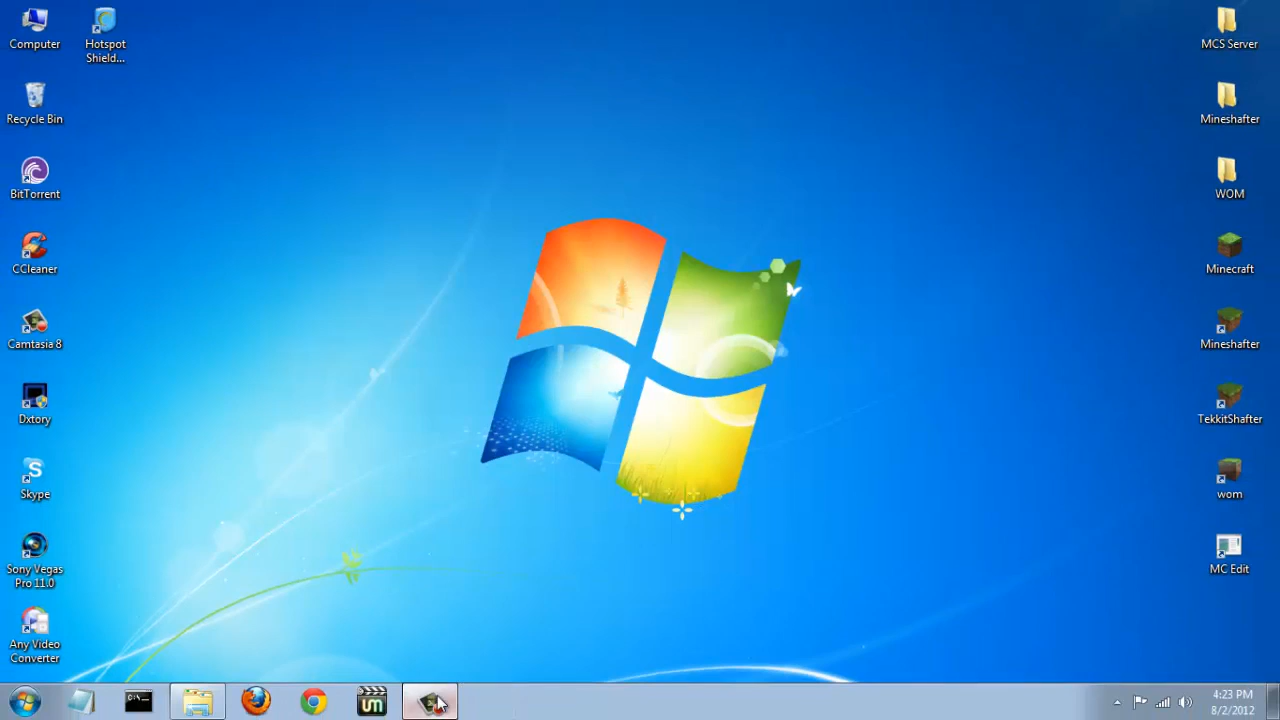 Computer
Hotspot
Shield...
Recycle Bin
BitTorrent
CCleaner
Camtasia 8
Dxtory
Skype
Sony Vegas
Pro 11.0
Any Video
Converter
MCS Server
Mineshafter
WOM
Minecraft
Mineshafter
TekkitShafter
wom
MC Edit
C:\_
um
4:23 PM
8/2/2012